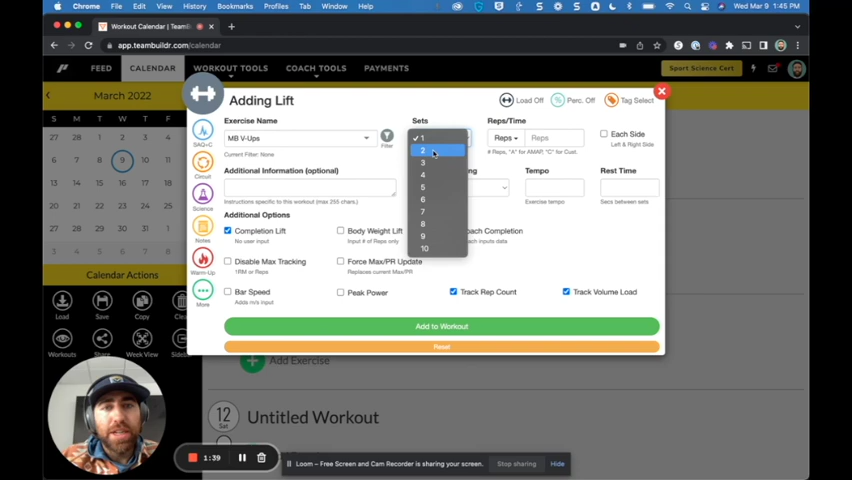 Chrome File Edit View History Bookmarks Profiles Tab Window Help
Wed Mar 9 1:45 PM
Workout Calendar | TeamBuil
app.teambuildr.com/calendar
FEED CALENDAR WORKOUT TOOLS COACH TOOLS PAYMENTS
Sport Science Cert
March 2022
S M T W T F S
27 28 1 2 3 4 5
6 7 8 9 10 11 12
13 14 15 16 17 18 19
20 21 22 23 24 25 26
27 28 29 30 31 1 2
3 4 5 6 7 8 9
Calendar Actions
Load Save Copy
Workouts Share Week View
SAQ+C
Circuit
Science
Notes
Warm-Up
More
Adding Lift
Load Off Perc. Off Tag Select
Exercise Name Sets Reps/Time
MB V-Ups
Filter
Current Filter: None
✓ 1
2
3
4
5
6
7
8
9
10
Reps Reps
# Reps, "A" for AMAP, "C" for Cust.
Each Side
Left & Right Side
Additional Information (optional)
Tempo Rest Time
Instructions specific to this workout (max 255 chars.)
Exercise tempo
Secs between sets
Additional Options
Completion Lift
No user input
Body Weight Lift
Input # of Reps only
Completion
inputs data
Disable Max Tracking
1RM or Reps
Force Max/PR Update
Replaces current Max/PR
Bar Speed
Adds m/s input
Peak Power
Track Rep Count
Track Volume Load
Add to Workout
Reset
Add Exercise
12
Sat
Untitled Workout
1:39
Loom – Free Screen and Cam Recorder is sharing your screen.
Stop sharing
Hide